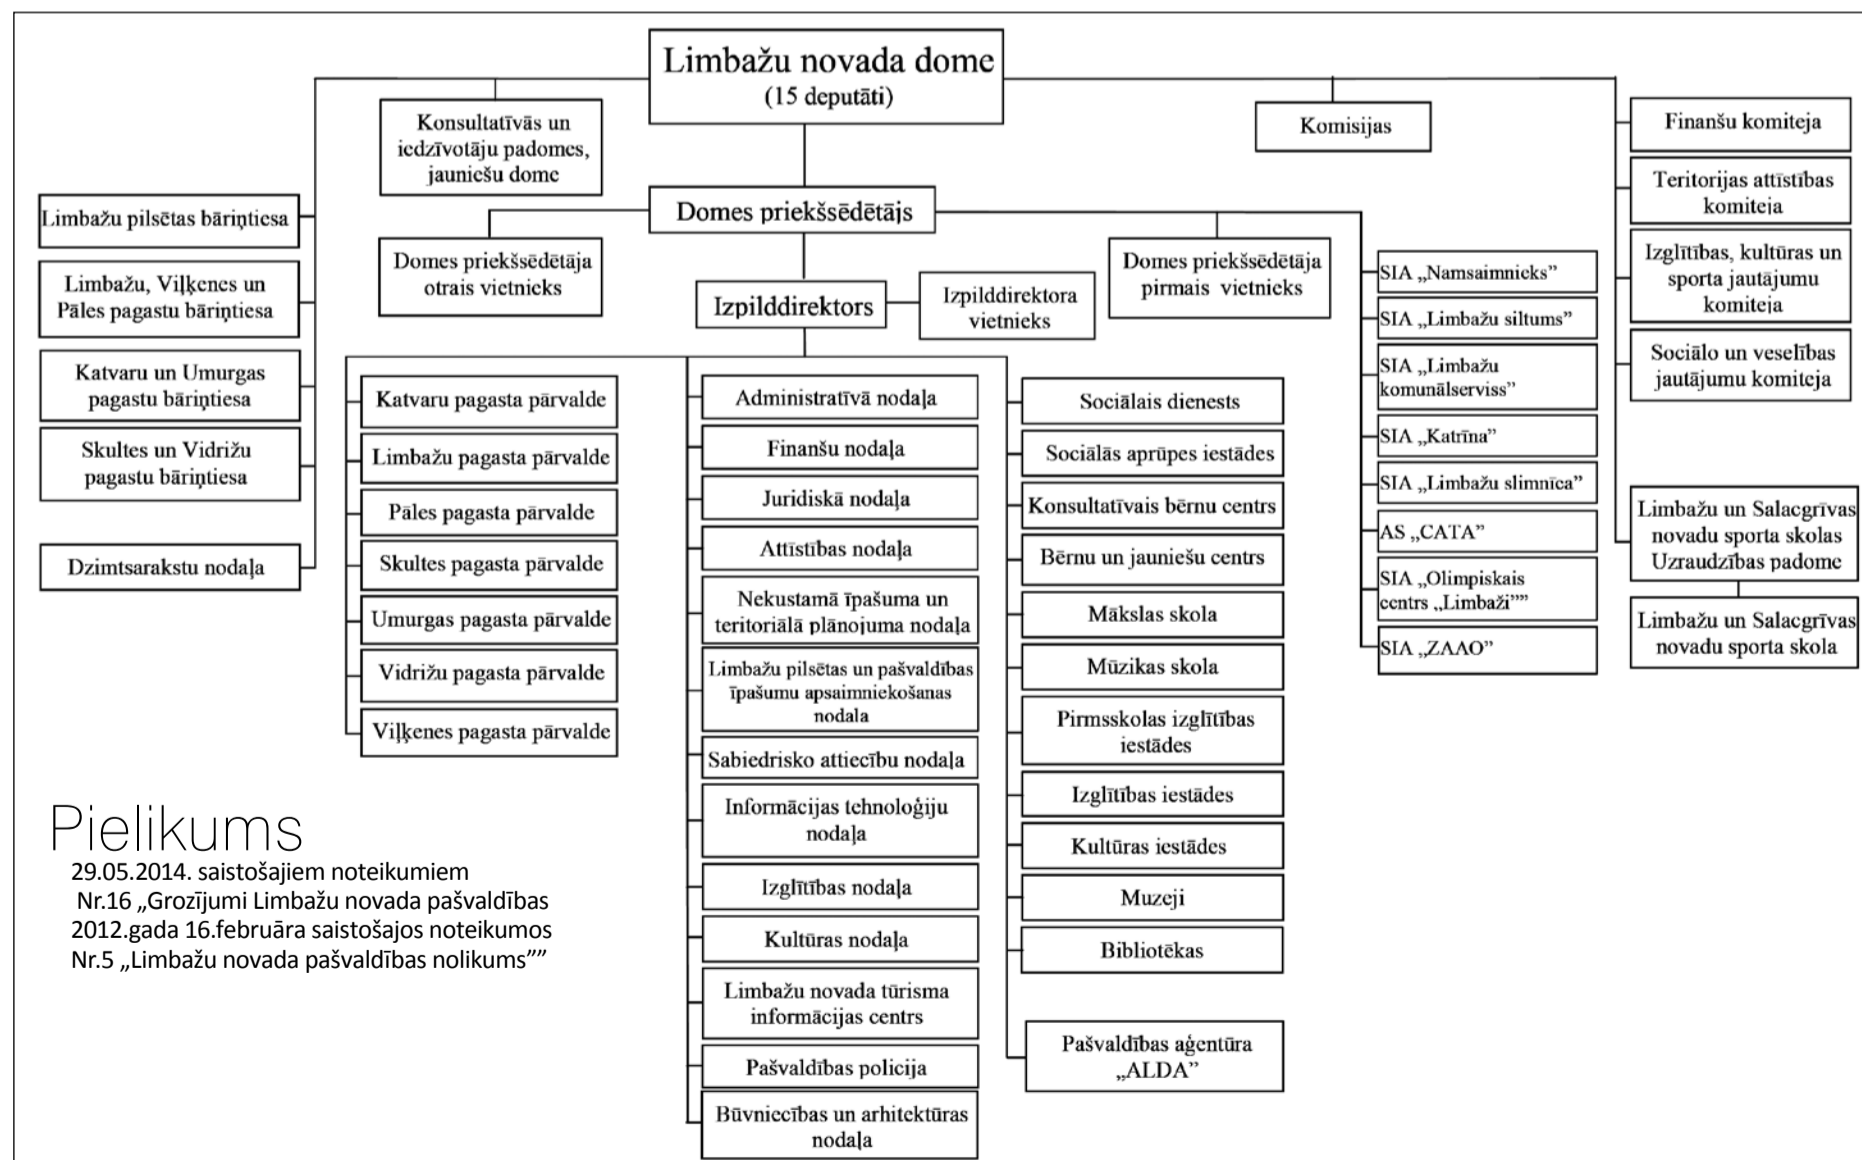 Limbažu novada dome
(15 deputāti)
Konsultatīvās un
iedzīvotāju padomes,
jauniešu dome
Komisijas
Limbažu pilsētas bāriņtiesa
Limbažu, Viļķenes un
Pāles pagastu bāriņtiesa
Katvaru un Umurgas
pagastu bāriņtiesa
Skultes un Vidrižu
pagastu bāriņtiesa
Dzimtsarakstu nodaļa
Domes priekšsēdētājs
Domes priekšsēdētāja
otrais vietnieks
Domes priekšsēdētāja
pirmais vietnieks
Izpilddirektors
Izpilddirektora
vietnieks
Katvaru pagasta pārvalde
Limbažu pagasta pārvalde
Pāles pagasta pārvalde
Skultes pagasta pārvalde
Umurgas pagasta pārvalde
Vidrižu pagasta pārvalde
Viļķenes pagasta pārvalde
Administratīvā nodaļa
Finanšu nodaļa
Juridiskā nodaļa
Attīstības nodaļa
Nekustamā īpašuma un
teritoriālā plānojuma nodaļa
Limbažu pilsētas un pašvaldības
īpašumu apsaimniekošanas
nodala
Sabiedrisko attiecību nodaļa
Informācijas tehnoloģiju
nodaļa
Izglītības nodaļa
Kultūras nodaļa
Limbažu novada tūrisma
informācijas centrs
Pašvaldības policija
Būvniecības un arhitektūras
nodaļa
Sociālais dienests
Sociālās aprūpes iestādes
Konsultatīvais bērnu centrs
Bērnu un jauniešu centrs
Mākslas skola
Mūzikas skola
Pirmsskolas izglītības
iestādes
Izglītības iestādes
Kultūras iestādes
Muzeji
Bibliotēkas
Pašvaldības aģentūra
„ALDA”
SIA „Namsaimnieks”
SIA „Limbažu siltums”
SIA „Limbažu
komunālserviss”
SIA „Katrīna”
SIA „Limbažu slimnīca”
AS „CATA”
SIA „Olimpiskais
centrs „Limbaži””
SIA „ZAAO”
Finanšu komiteja
Teritorijas attīstības
komiteja
Izglītības, kultūras un
sporta jautājumu
komiteja
Sociālo un veselības
jautājumu komiteja
Limbažu un Salacgrīvas
novadu sporta skolas
Uzraudzības padome
Limbažu un Salacgrīvas
novadu sporta skola
Pielikums
29.05.2014. saistošajiem noteikumiem
Nr.16 „Grozījumi Limbažu novada pašvaldības
2012.gada 16.februāra saistošajos noteikumos
Nr.5 „Limbažu novada pašvaldības nolikums””